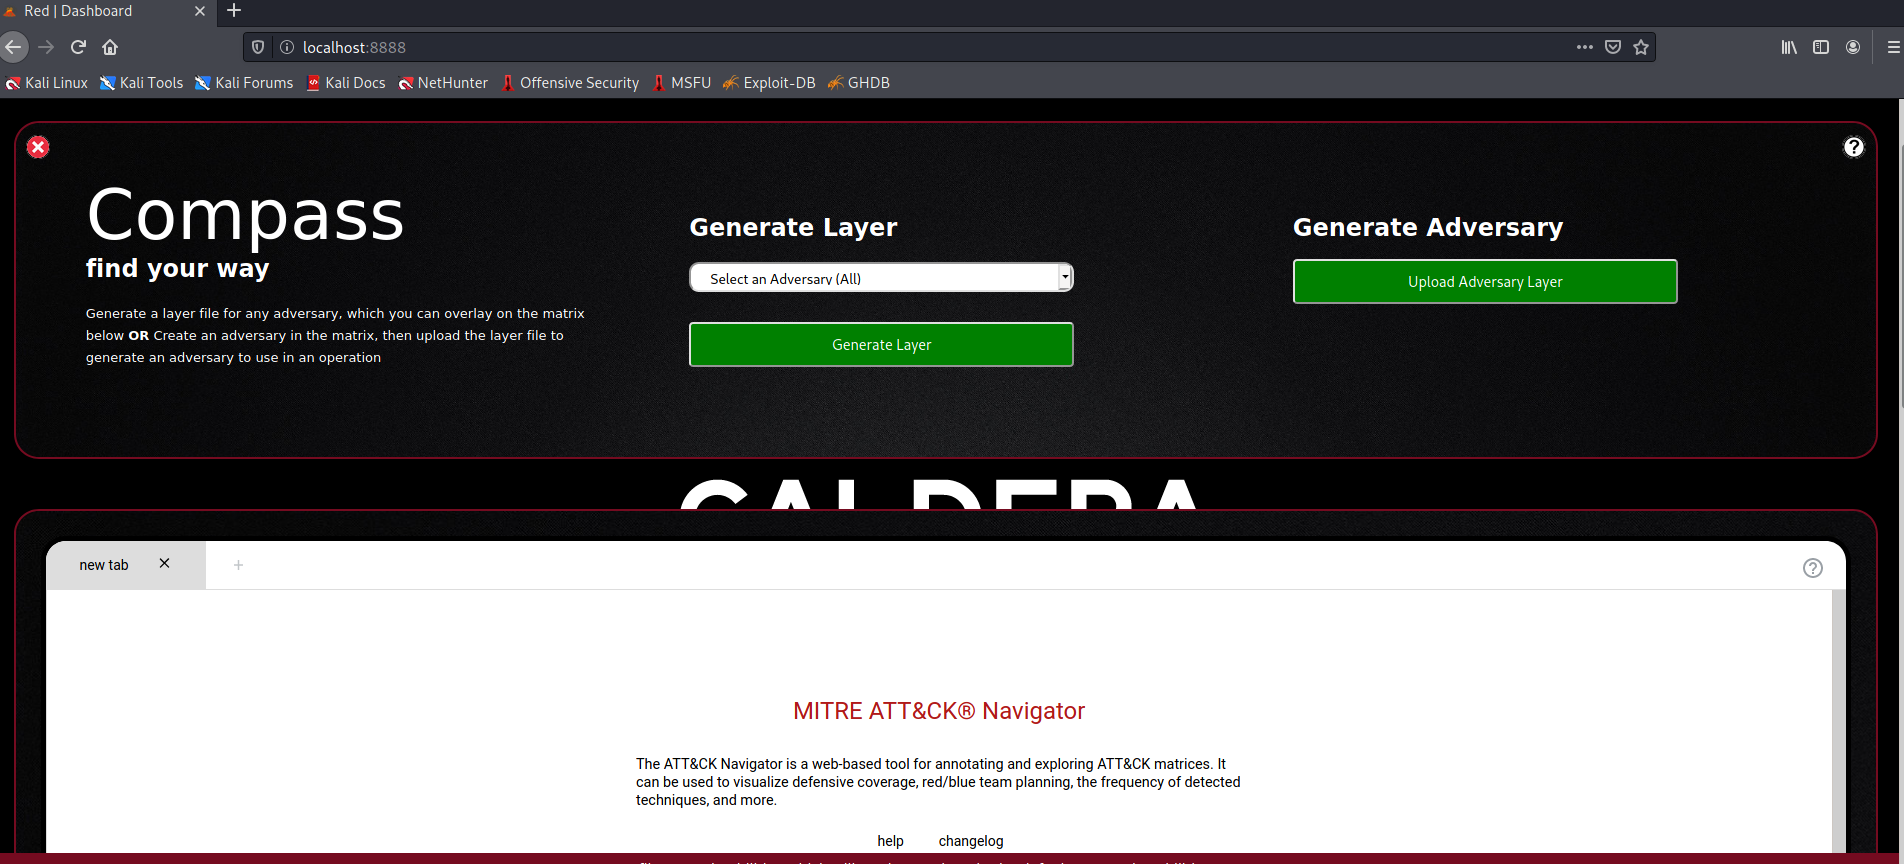 Red | Dashboard
localhost:8888
Kali Linux Kali Tools Kali Forums Kali Docs NetHunter Offensive Security MSFU Exploit-DB GHDB
Compass
find your way
Generate a layer file for any adversary, which you can overlay on the matrix
below OR Create an adversary in the matrix, then upload the layer file to
generate an adversary to use in an operation
Generate Layer
Select an Adversary (All)
Generate Layer
Generate Adversary
Upload Adversary Layer
CALDERA
new tab
MITRE ATT&CK® Navigator
The ATT&CK Navigator is a web-based tool for annotating and exploring ATT&CK matrices. It
can be used to visualize defensive coverage, red/blue team planning, the frequency of detected
techniques, and more.
help changelog